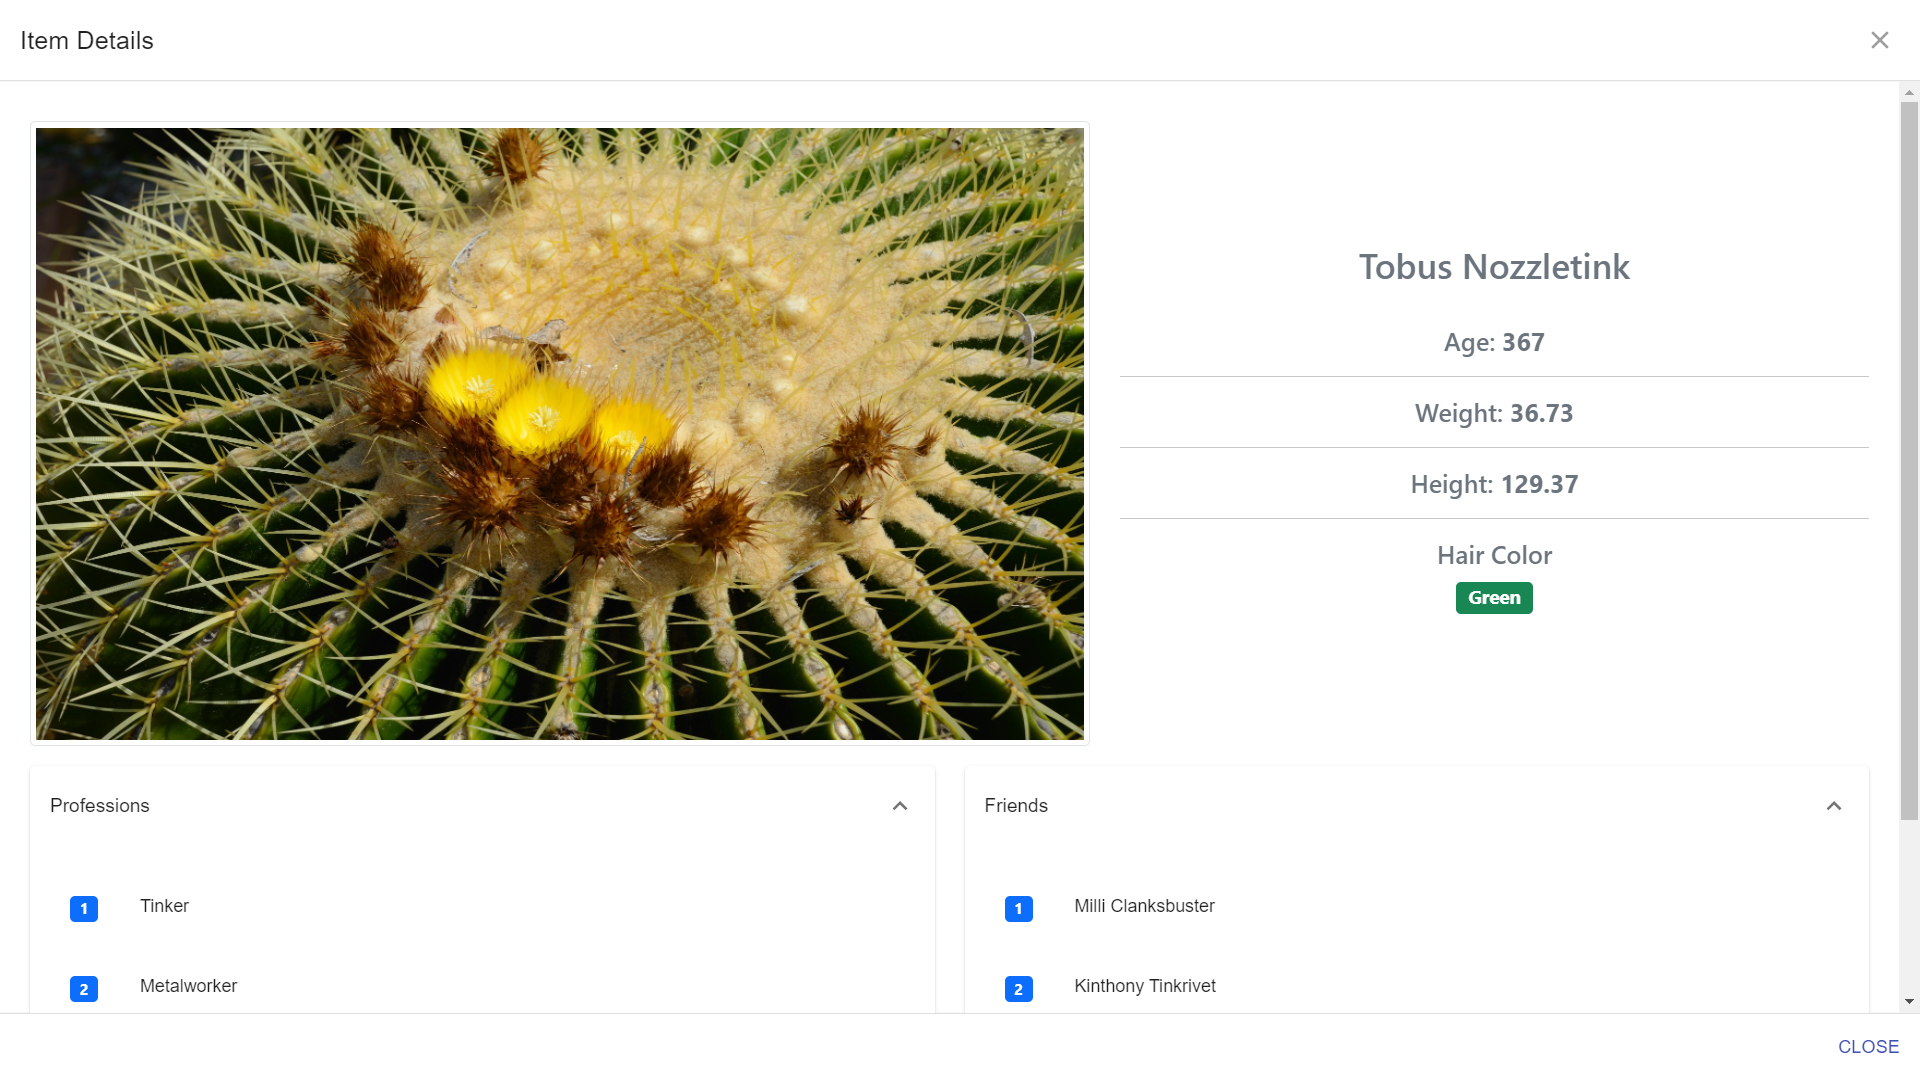 Item Details
Tobus Nozzletink
Age: 367
Weight: 36.73
Height: 129.37
Hair Color
Green
Professions
1 Tinker
2 Metalworker
Friends
1 Milli Clanksbuster
2 Kinthony Tinkrivet
CLOSE